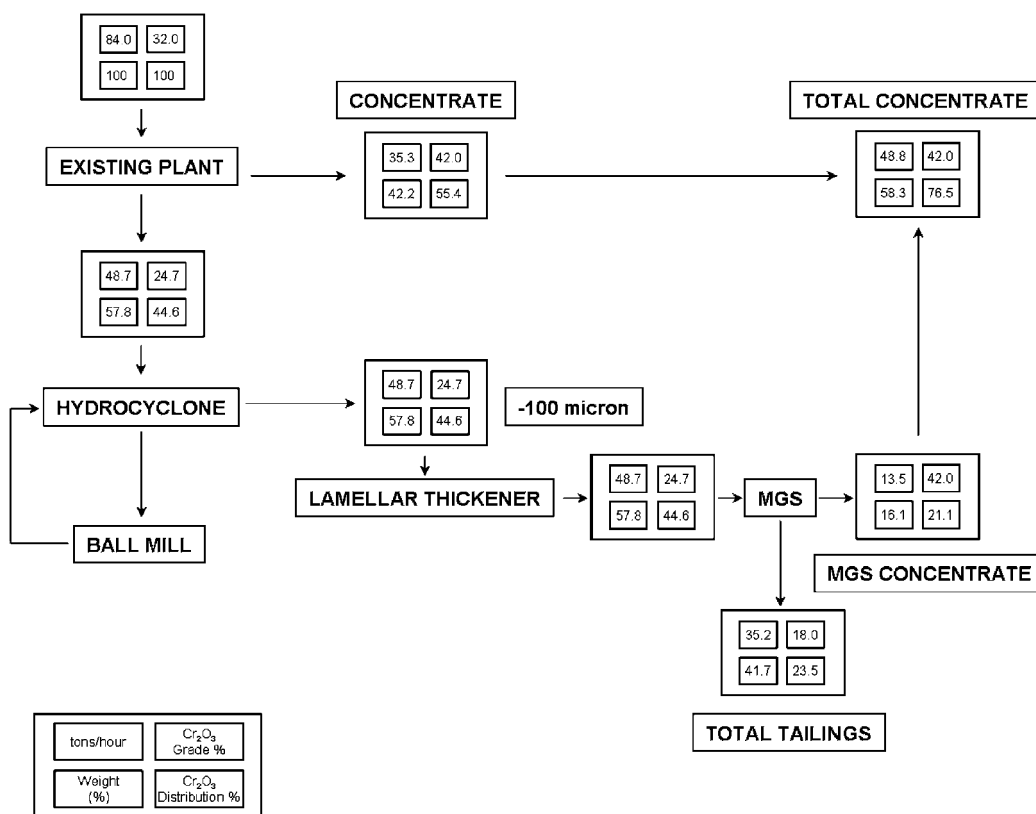 84.0 32.0
100 100
CONCENTRATE
TOTAL CONCENTRATE
EXISTING PLANT
35.3 42.0
42.2 55.4
48.8 42.0
58.3 76.5
48.7 24.7
57.8 44.6
HYDROCYCLONE
48.7 24.7
57.8 44.6
-100 micron
LAMELLAR THICKENER
48.7 24.7
57.8 44.6
MGS
13.5 42.0
16.1 21.1
BALL MILL
MGS CONCENTRATE
35.2 18.0
41.7 23.5
TOTAL TAILINGS
tons/hour
Cr₂O₃
Grade %
Weight
(%)
Cr₂O₃
Distribution %